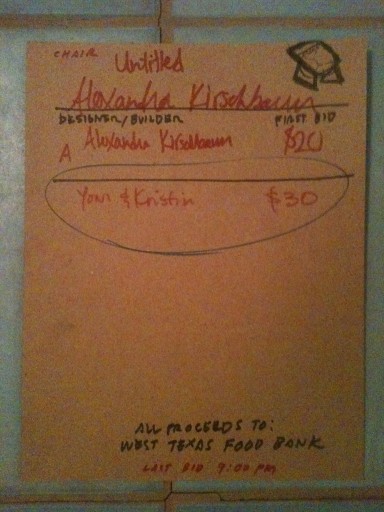 CHAIR
Untitled
Alexandra Kirschbaum
DESIGNER/BUILDER FIRST BID
A Alexandra Kirschbaum $20
& Kristin $30
ALL PROCEEDS TO:
WEST TEXAS FOOD BANK
LAST BID 9:00 PM